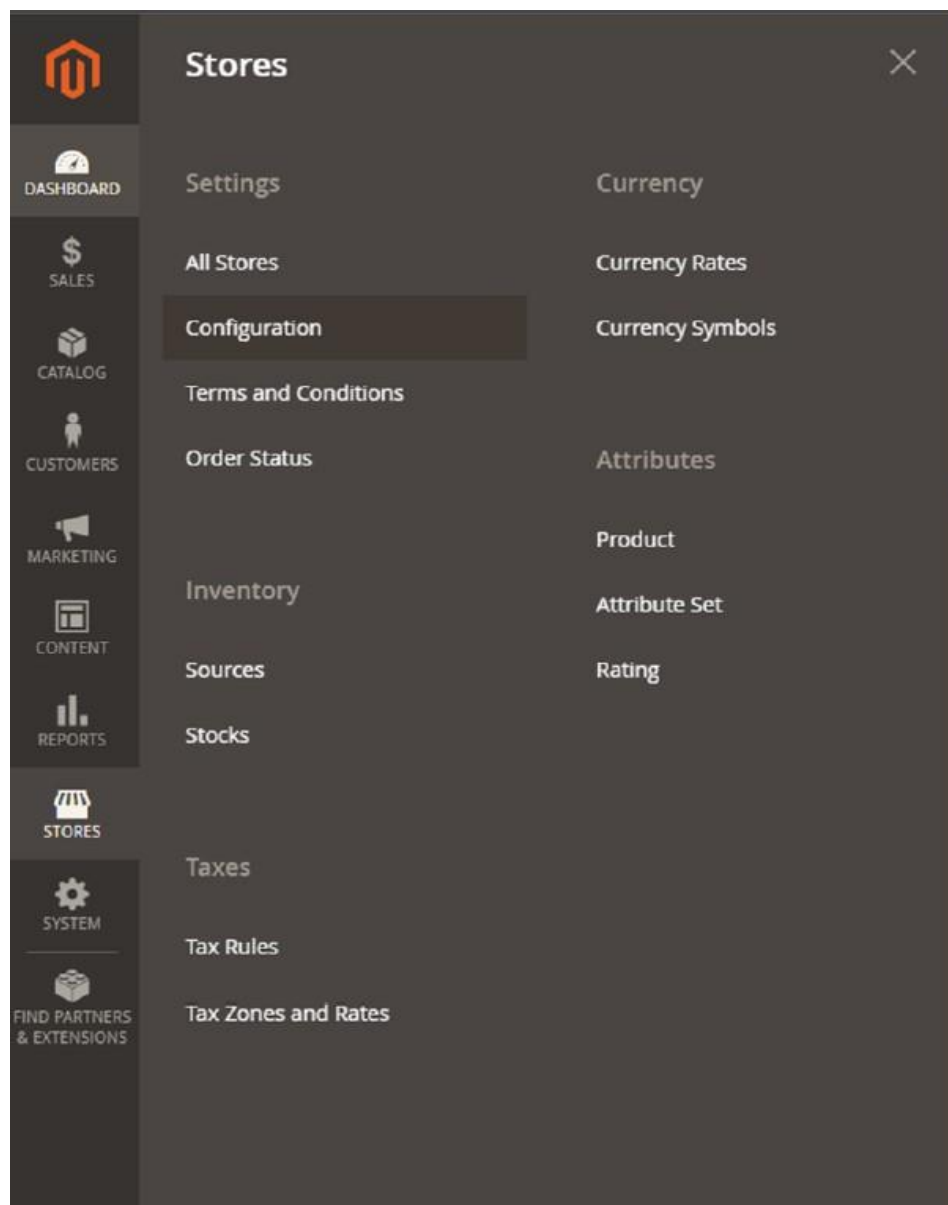 Stores
DASHBOARD
SALES
CATALOG
CUSTOMERS
MARKETING
CONTENT
REPORTS
STORES
SYSTEM
FIND PARTNERS
& EXTENSIONS
Settings
All Stores
Configuration
Terms and Conditions
Order Status
Inventory
Sources
Stocks
Taxes
Tax Rules
Tax Zones and Rates
Currency
Currency Rates
Currency Symbols
Attributes
Product
Attribute Set
Rating